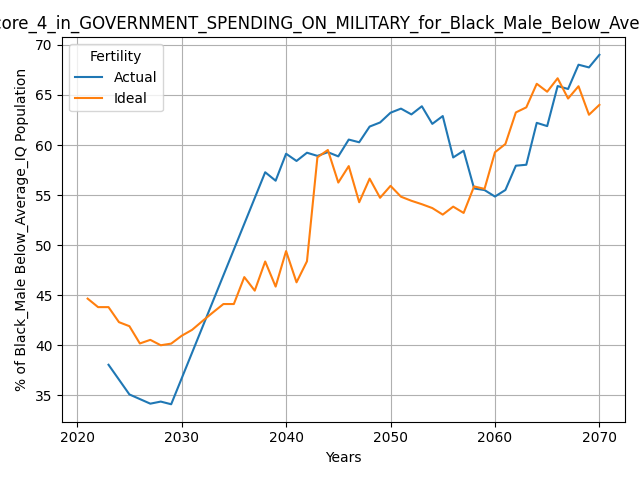 core_4_in_GOVERNMENT_SPENDING_ON_MILITARY_for_Black_Male_Below_Ave
Fertility
Actual
Ideal
% of Black_Male Below_Average_IQ Population
70
65
60
55
50
45
40
35
2020 2030 2040 2050 2060 2070
Years